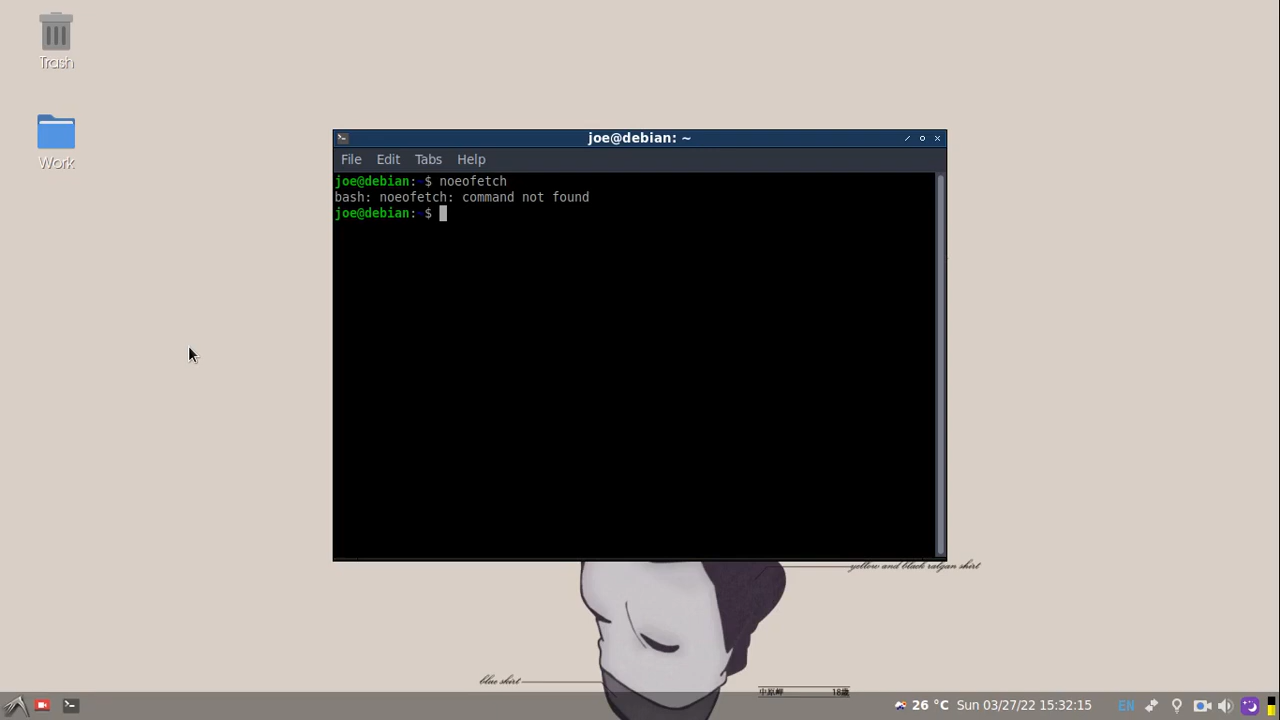 Trash
Work
joe@debian: ~
File Edit Tabs Help
joe@debian:~$ noeofetch
bash: noeofetch: command not found
joe@debian:~$
yellow and black ralgan shirt
blue shirt
中原岬 18歳
26 °C Sun 03/27/22 15:32:15 EN